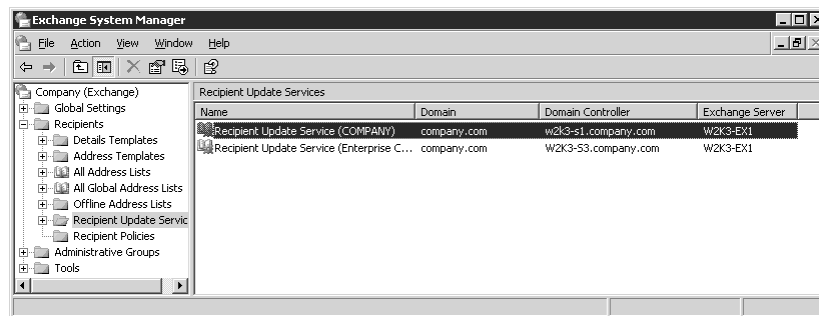 Exchange System Manager
File Action View Window Help
Company (Exchange)
Global Settings
Recipients
Details Templates
Address Templates
All Address Lists
All Global Address Lists
Offline Address Lists
Recipient Update Servic
Recipient Policies
Administrative Groups
Tools
Recipient Update Services
Name Domain Domain Controller Exchange Server
Recipient Update Service (COMPANY) company.com w2k3-s1.company.com W2K3-EX1
Recipient Update Service (Enterprise C... company.com W2K3-S3.company.com W2K3-EX1